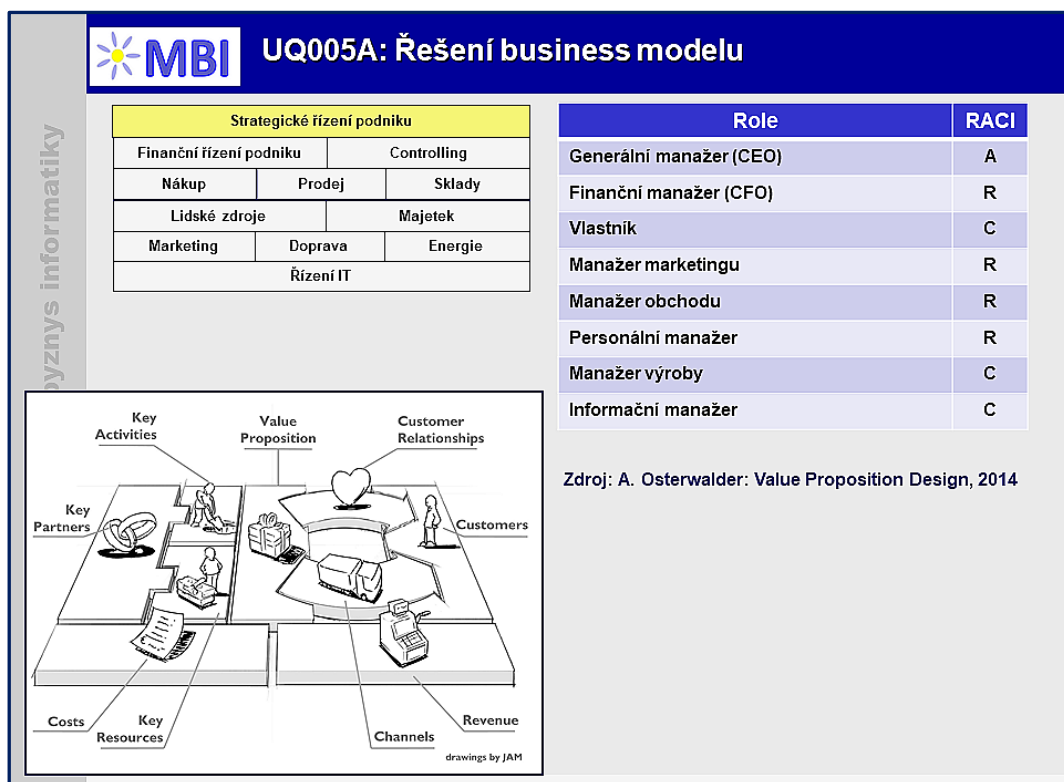 MBI
UQ005A: Řešení business modelu
byznys informatiky
Strategické řízení podniku
Finanční řízení podniku Controlling
Nákup Prodej Sklady
Lidské zdroje Majetek
Marketing Doprava Energie
Řízení IT
Role RACI
Generální manažer (CEO) A
Finanční manažer (CFO) R
Vlastník C
Manažer marketingu R
Manažer obchodu R
Personální manažer R
Manažer výroby C
Informační manažer C
Zdroj: A. Osterwalder: Value Proposition Design, 2014
Key
Activities
Value
Proposition
Customer
Relationships
Key
Partners
Customers
Costs
Key
Resources
Channels
Revenue
drawings by JAM